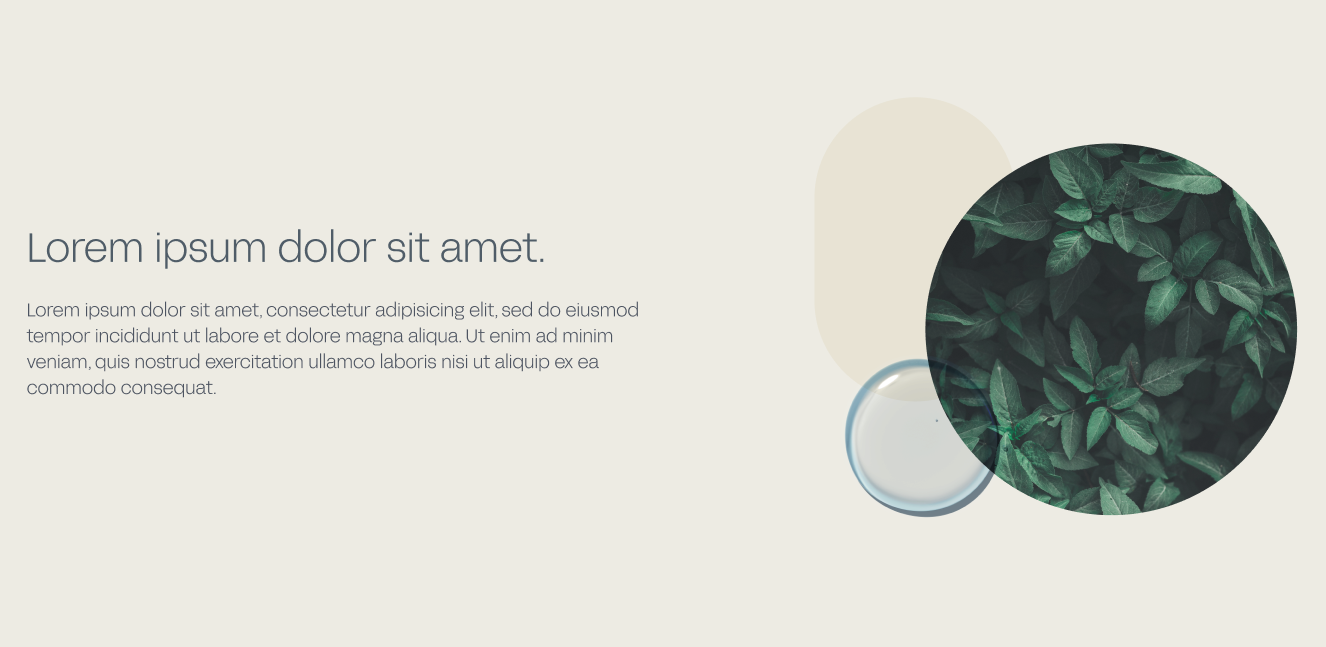 Lorem ipsum dolor sit amet.
Lorem ipsum dolor sit amet, consectetur adipisicing elit, sed do eiusmod
tempor incididunt ut labore et dolore magna aliqua. Ut enim ad minim
veniam, quis nostrud exercitation ullamco laboris nisi ut aliquip ex ea
commodo consequat.